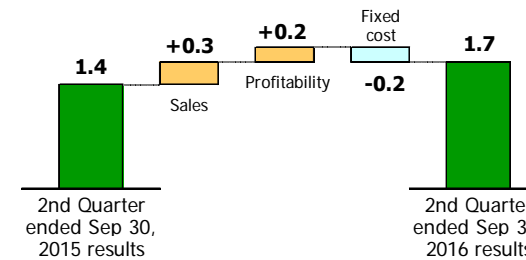 1.4
+0.3
Sales
+0.2
Profitability
Fixed
cost
-0.2
1.7
2nd Quarter
ended Sep 30,
2015 results
2nd Quarte
ended Sep 3
2016 results